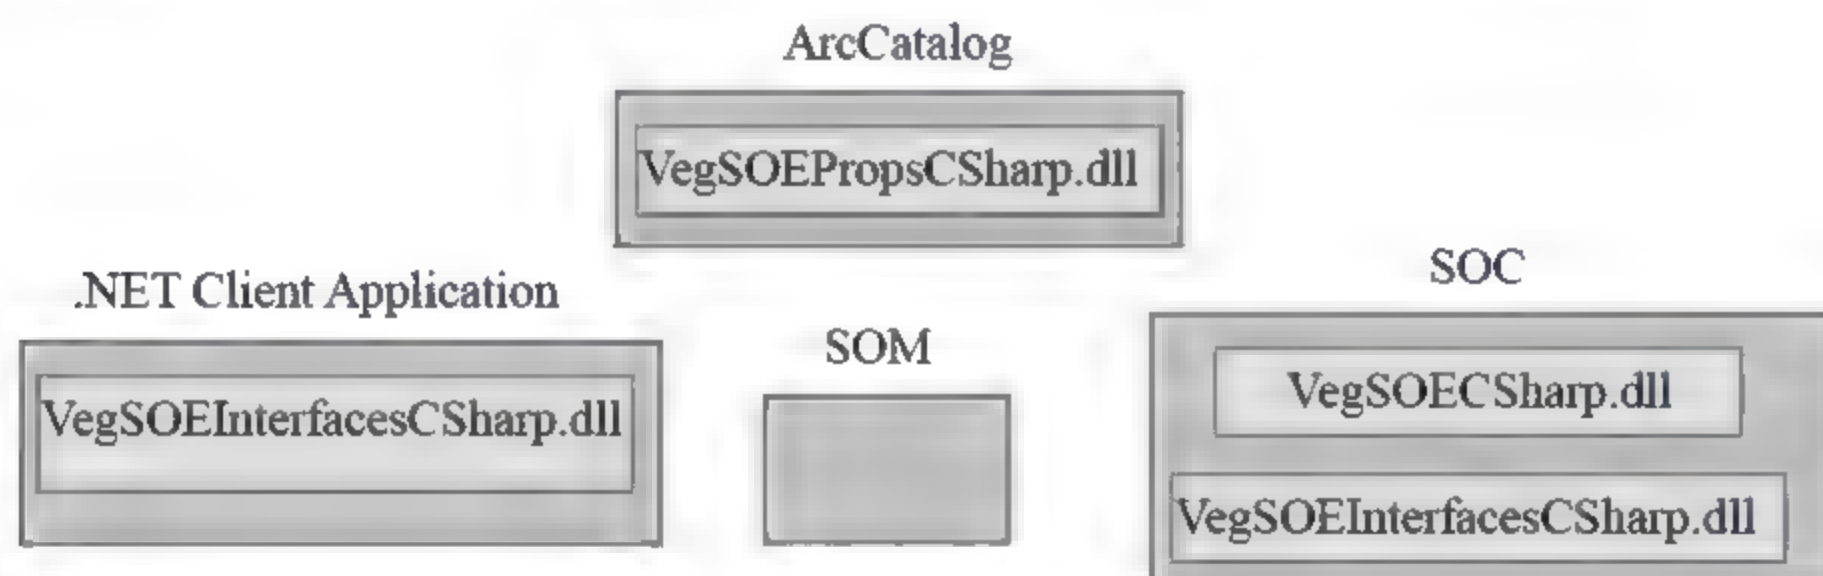 ArcCatalog
VegSOEPropsCSharp.dll
.NET Client Application
VegSOEInterfacesCSharp.dll
SOM
SOC
VegSOECSharp.dll
VegSOEInterfacesCSharp.dll